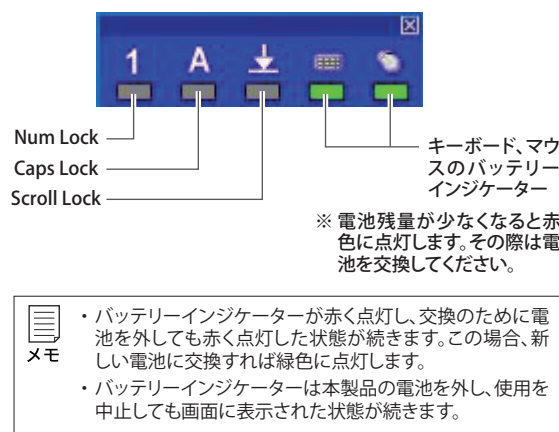 1 A
Num Lock
Caps Lock
Scroll Lock
キーボード、マウ
スのバッテリー
インジケーター
※ 電池残量が少なくなると赤
色に点灯します。その際は電
池を交換してください。
メモ
・バッテリーインジケーターが赤く点灯し、交換のために電
池を外しても赤く点灯した状態が続きます。この場合、新
しい電池に交換すれば緑色に点灯します。
・バッテリーインジケーターは本製品の電池を外し、使用を
中止しても画面に表示された状態が続きます。